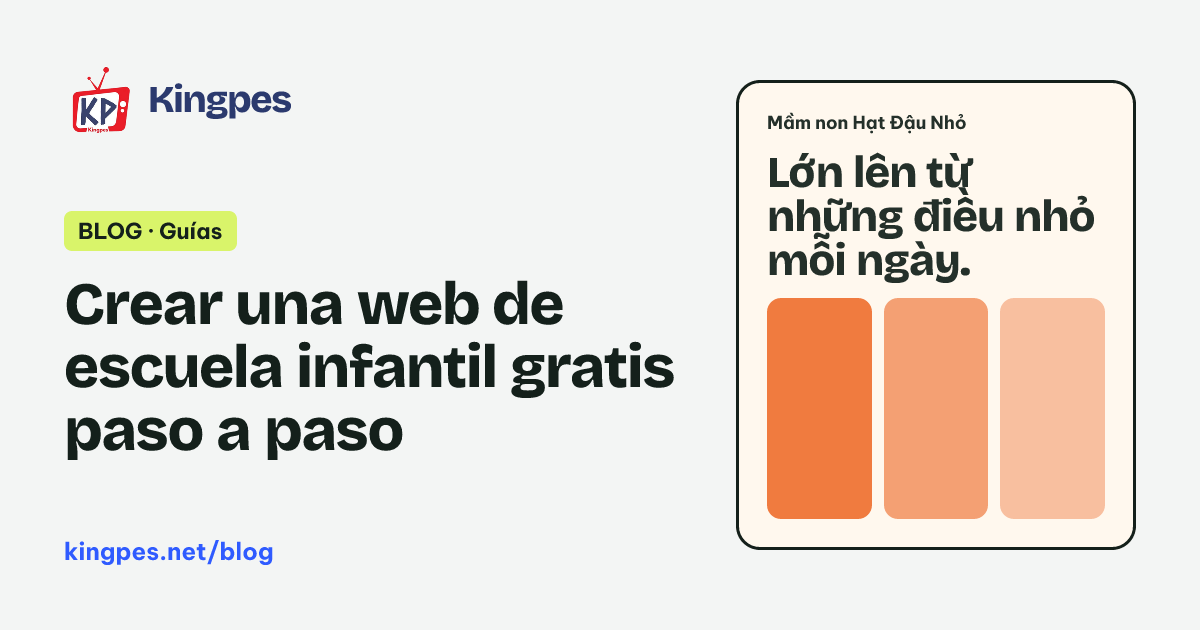 KP
Kingpes
Kingpes
BLOG · Guías
Crear una web de
escuela infantil gratis
paso a paso
kingpes.net/blog
Mầm non Hạt Đậu Nhỏ
Lớn lên từ
những điều nhỏ
mỗi ngày.